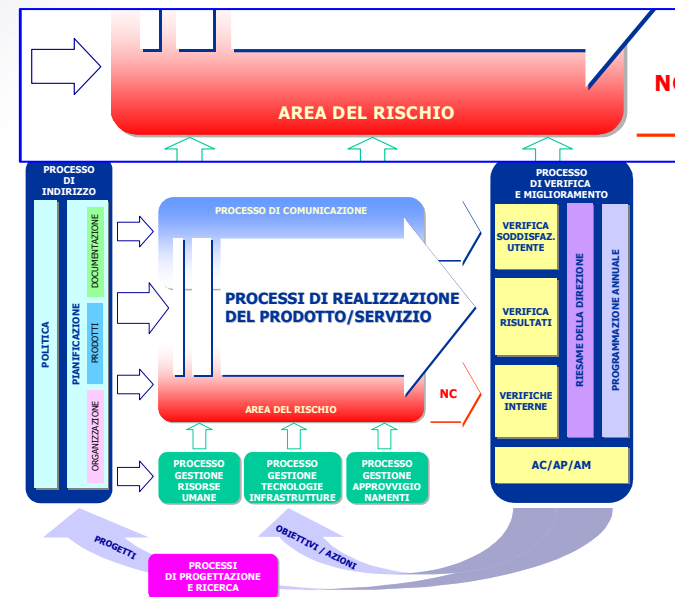 AREA DEL RISCHIO
PROCESSO
DI
INDIRIZZO
POLITICA
PIANIFICAZIONE
DOCUMENTAZIONE
PRODOTTI
ORGANIZZAZIONE
PROCESSO DI COMUNICAZIONE
PROCESSI DI REALIZZAZIONE
DEL PRODOTTO/SERVIZIO
AREA DEL RISCHIO
NC
PROCESSO
GESTIONE
RISORSE
UMANE
PROCESSO
GESTIONE
TECNOLOGIE
INFRASTRUTTURE
PROCESSO
GESTIONE
APPROVVIGIO
NAMENTI
PROCESSO
DI VERIFICA
E MIGLIORAMENTO
VERIFICA
SODDISFAZ.
UTENTE
VERIFICA
RISULTATI
VERIFICHE
INTERNE
RIESAME DELLA DIREZIONE
PROGRAMMAZIONE ANNUALE
AC/AP/AM
PROGETTI
OBIETTIVI / AZIONI
PROCESSI
DI PROGETTAZIONE
E RICERCA